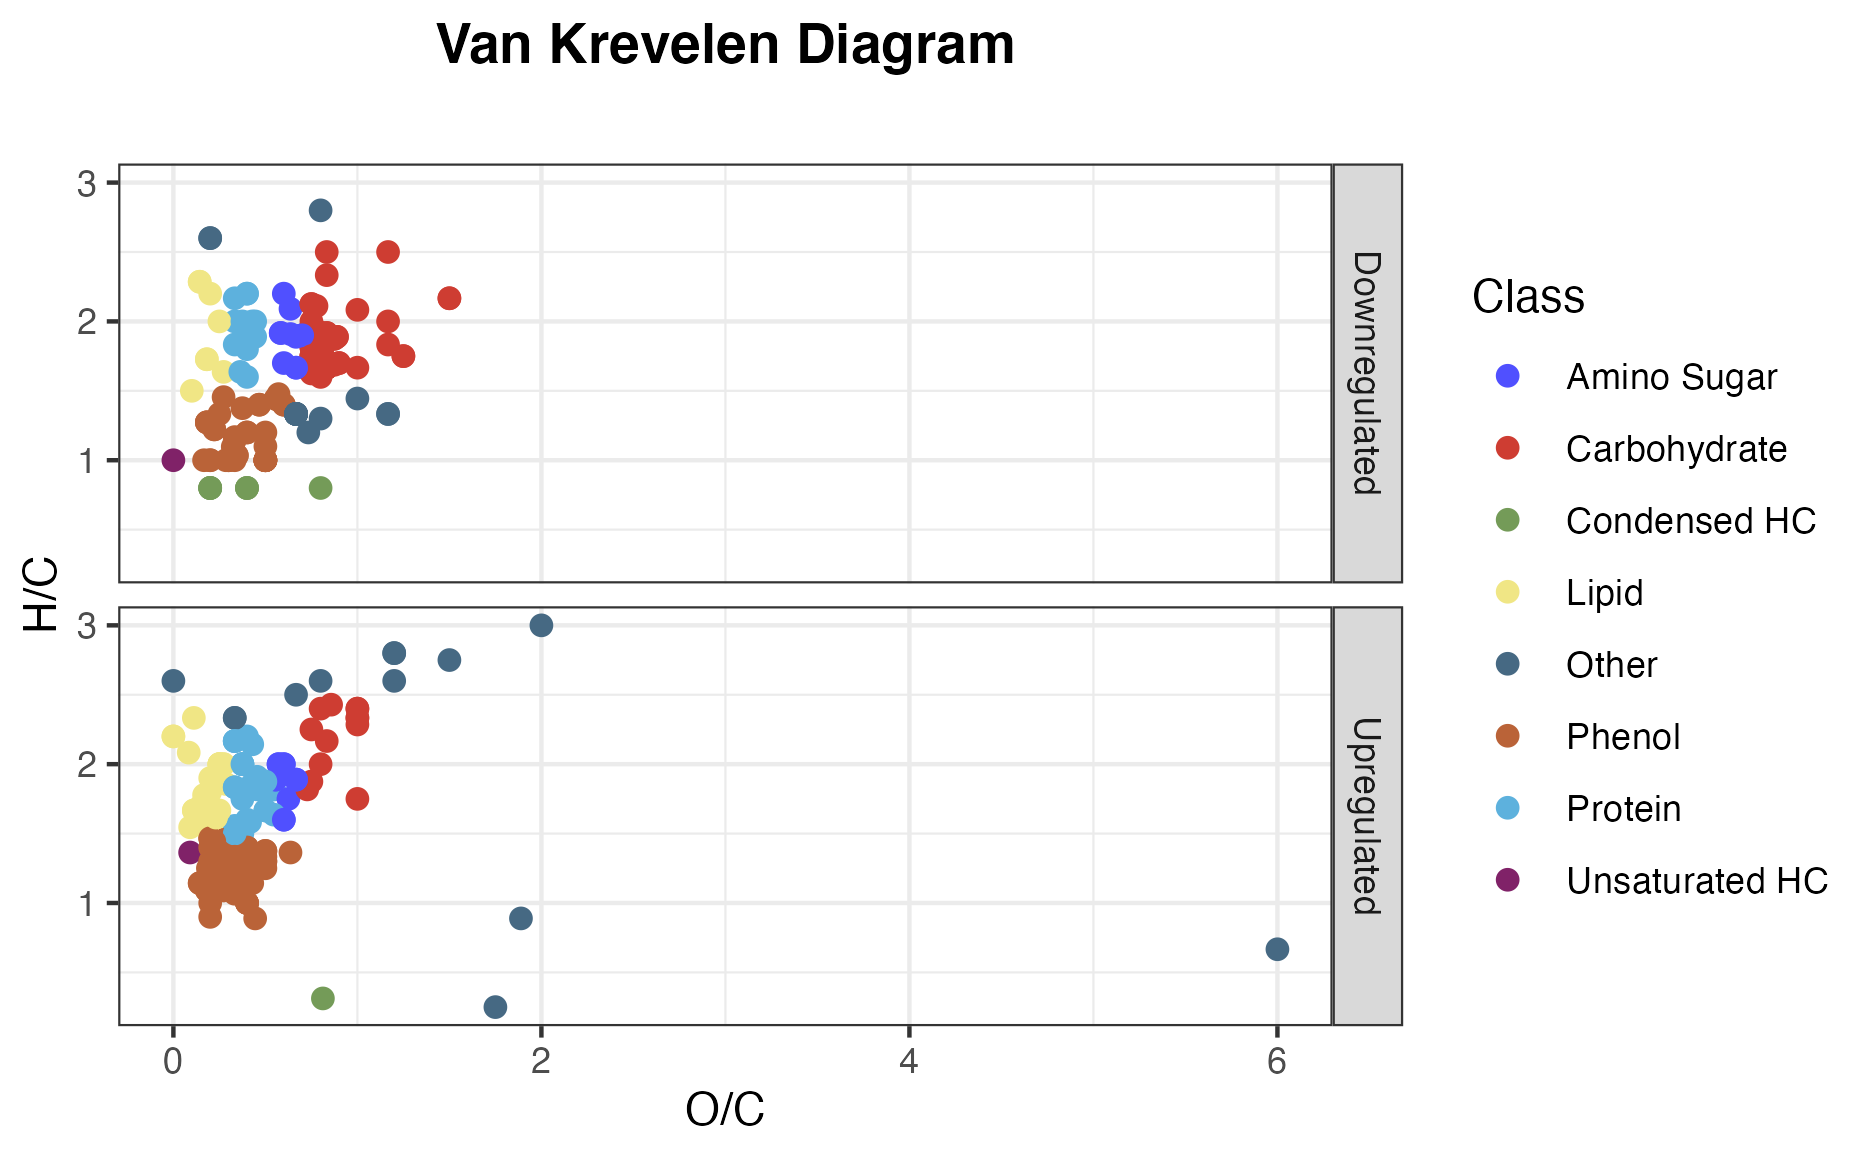 Van Krevelen Diagram
3
2
1
Downregulated
H/C
3
2
1
Upregulated
0
2
4
6
O/C
Class
Amino Sugar
Carbohydrate
Condensed HC
Lipid
Other
Phenol
Protein
Unsaturated HC